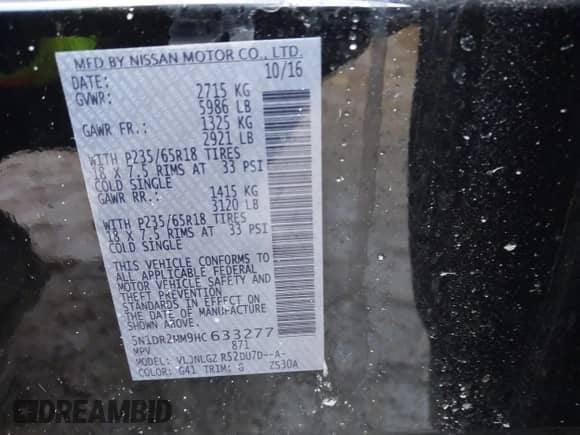 MFD BY NISSAN MOTOR CO., LTD.
DATE: 10/16
GVWR: 2715 KG
5986 LB
GAWR FR.: 1325 KG
2921 LB
WITH P235/65R18 TIRES
18 X 7.5 RIMS AT 33 PSI
COLD SINGLE
GAWR RR.: 1415 KG
3120 LB
WITH P235/65R18 TIRES
18 X 7.5 RIMS AT 33 PSI
COLD SINGLE
THIS VEHICLE CONFORMS TO
ALL APPLICABLE FEDERAL
MOTOR VEHICLE SAFETY AND
THEFT PREVENTION
STANDARDS IN EFFECT ON
THE DATE OF MANUFACTURE
SHOWN ABOVE.
5N1DR2MM9HC633277
MPV 871
MODEL: R52DU7D--A-
COLOR: G41 TRIM: G ZS30A
DREAMBID